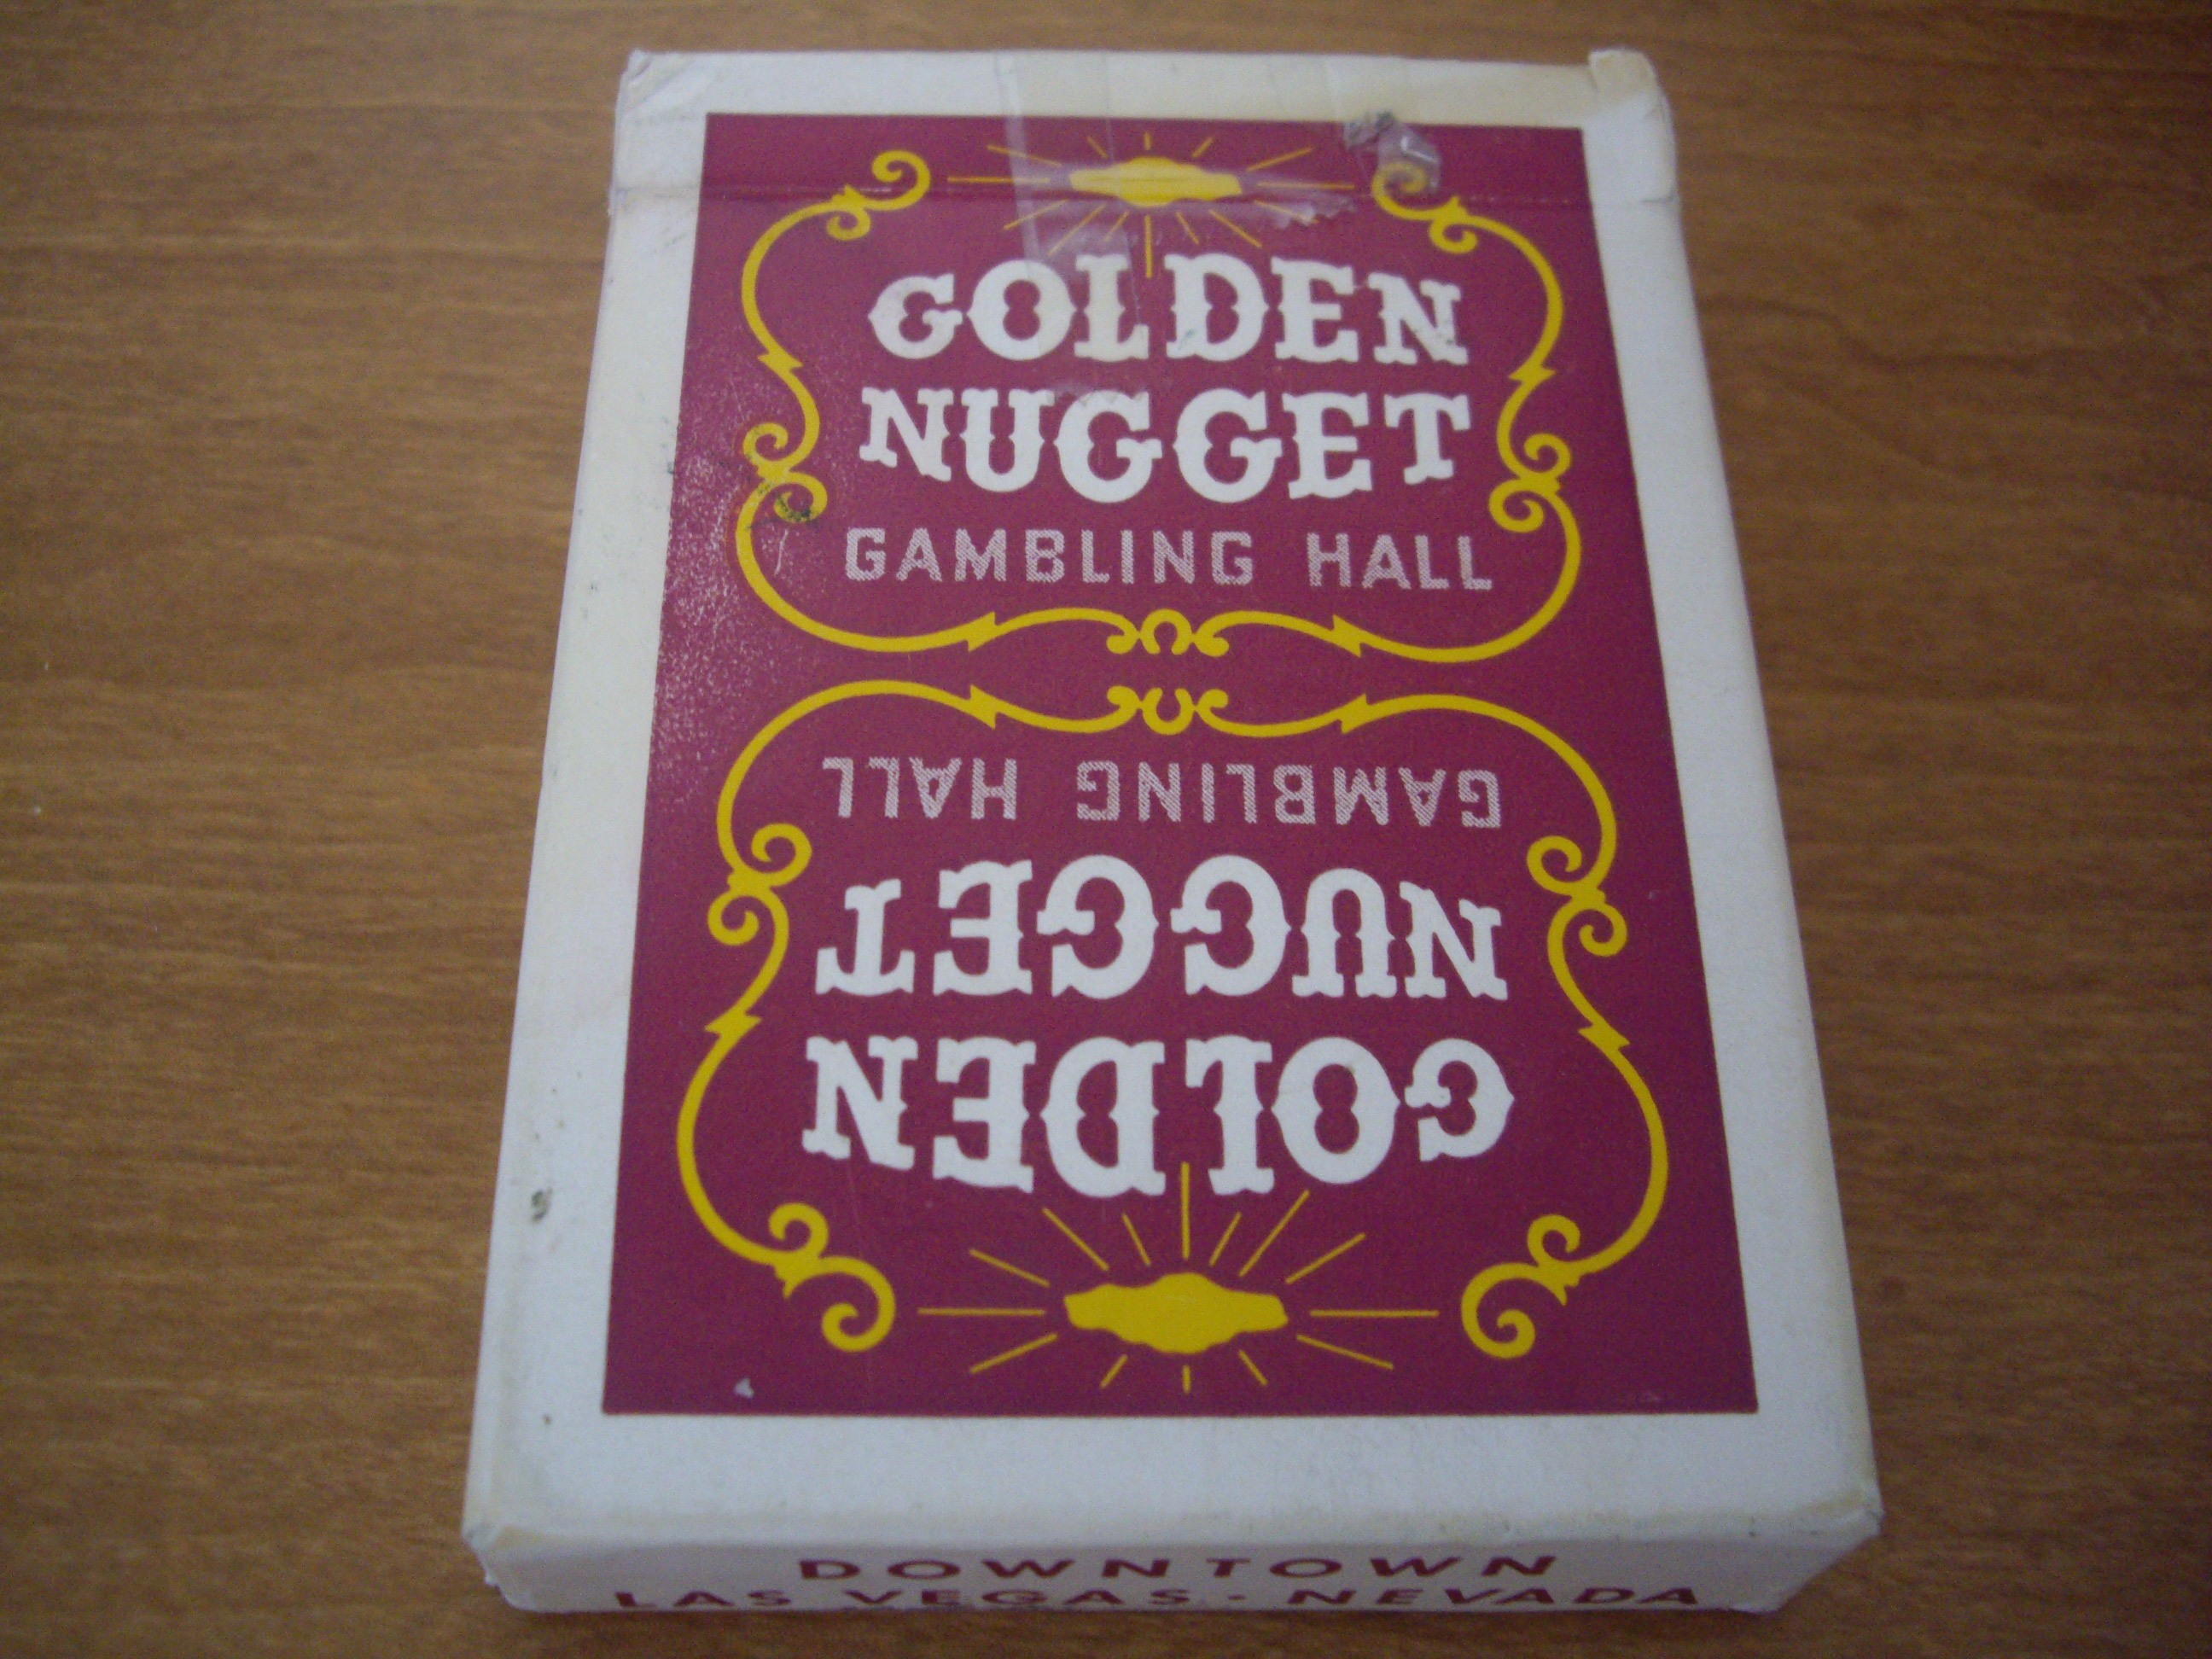 GOLDEN
NUGGET
GAMBLING HALL
GAMBLING HALL
NUGGET
GOLDEN
DOWNTOWN
LAS VEGAS · NEVADA